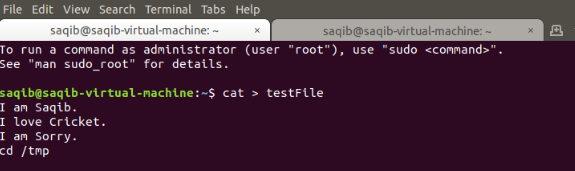 File Edit View Search Terminal Tabs Help
saqib@saqib-virtual-machine: ~ × saqib@saqib-virtual-machine: ~ ×
To run a command as administrator (user "root"), use "sudo <command>".
See "man sudo_root" for details.
saqib@saqib-virtual-machine:~$ cat > testFile
I am Saqib.
I love Cricket.
I am Sorry.
cd /tmp